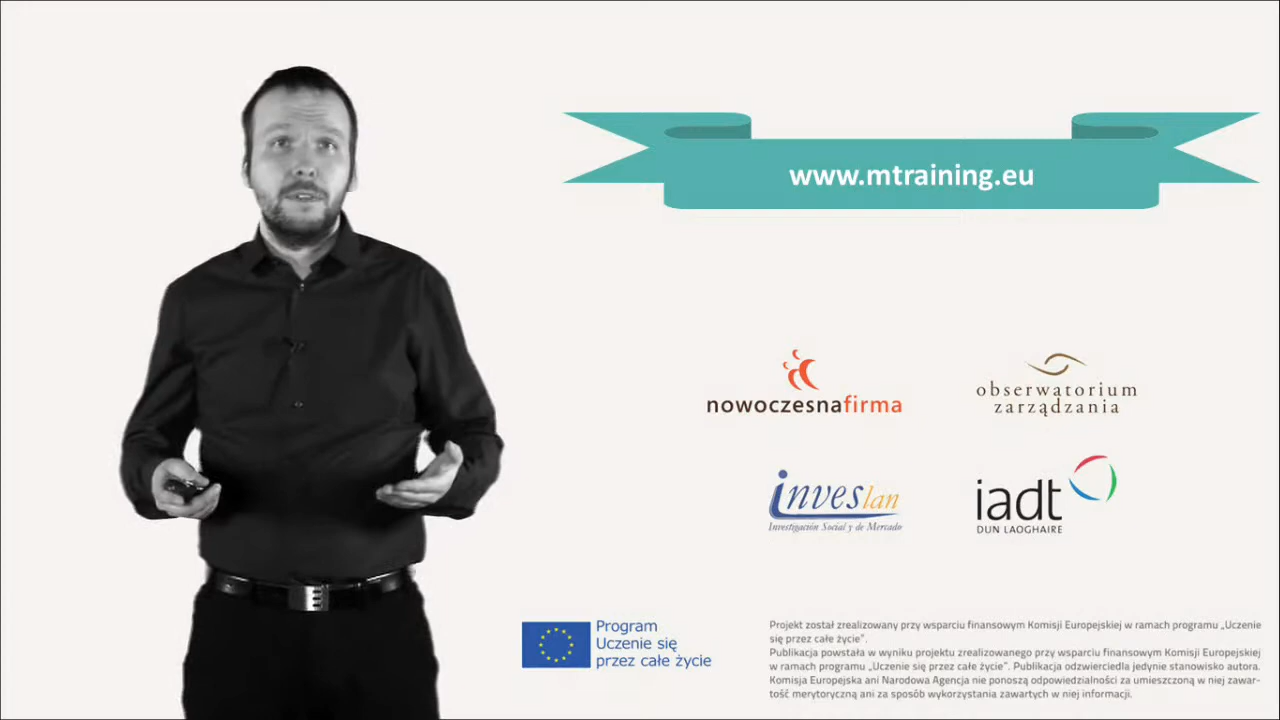 www.mtraining.eu
nowoczesnafirma
obserwatorium
zarządzania
inveslan
Investigación Social y de Mercado
iadt
DUN LAOGHAIRE
Program
Uczenie się
przez całe życie
Projekt został zrealizowany przy wsparciu finansowym Komisji Europejskiej w ramach programu „Uczenie
się przez całe życie”.
Publikacja powstała w wyniku projektu zrealizowanego przy wsparciu finansowym Komisji Europejskiej
w ramach programu „Uczenie się przez całe życie”. Publikacja odzwierciedla jedynie stanowisko autora.
Komisja Europejska ani Narodowa Agencja nie ponoszą odpowiedzialności za umieszczoną w niej zawar-
tość merytoryczną ani za sposób wykorzystania zawartych w niej informacji.